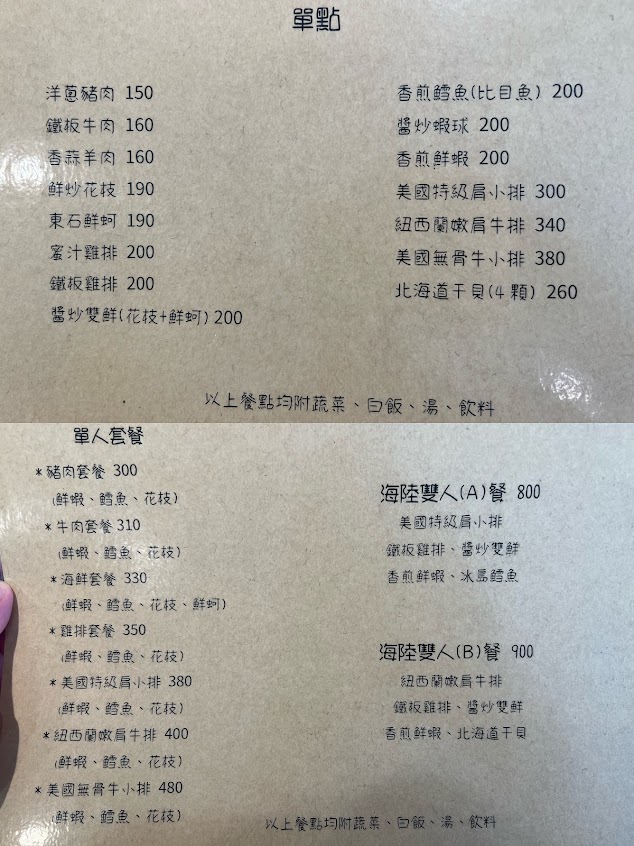 單點
洋蔥豬肉 150
鐵板牛肉 160
香蒜羊肉 160
鮮炒花枝 190
東石鮮蚵 190
蜜汁雞排 200
鐵板雞排 200
醬炒雙鮮(花枝+鮮蚵) 200
香煎鱈魚(比目魚) 200
醬炒蝦球 200
香煎鮮蝦 200
美國特級肩小排 300
紐西蘭嫩肩牛排 340
美國無骨牛小排 380
北海道干貝(4顆) 260
以上餐點均附蔬菜、白飯、湯、飲料
單人套餐
*豬肉套餐 300
(鮮蝦、鱈魚、花枝)
*牛肉套餐 310
(鮮蝦、鱈魚、花枝)
*海鮮套餐 330
(鮮蝦、鱈魚、花枝、鮮蚵)
*雞排套餐 350
(鮮蝦、鱈魚、花枝)
*美國特級肩小排 380
(鮮蝦、鱈魚、花枝)
*紐西蘭嫩肩牛排 400
(鮮蝦、鱈魚、花枝)
*美國無骨牛小排 480
(鮮蝦、鱈魚、花枝)
海陸雙人(A)餐 800
美國特級肩小排
鐵板雞排、醬炒雙鮮
香煎鮮蝦、冰島鱈魚
海陸雙人(B)餐 900
紐西蘭嫩肩牛排
鐵板雞排、醬炒雙鮮
香煎鮮蝦、北海道干貝
以上餐點均附蔬菜、白飯、湯、飲料